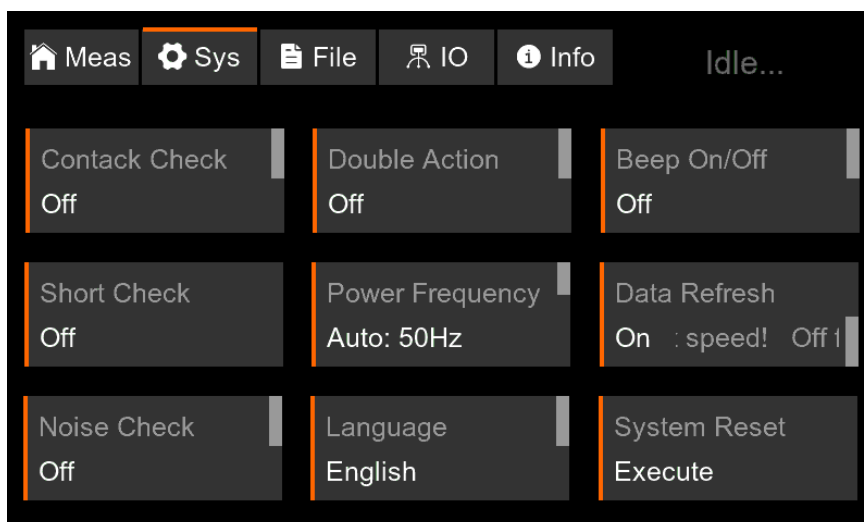 Meas Sys File IO Info Idle...
Contack Check Double Action Beep On/Off
Off Off Off
Short Check Power Frequency Data Refresh
Off Auto: 50Hz On : speed! Off
Noise Check Language System Reset
Off English Execute